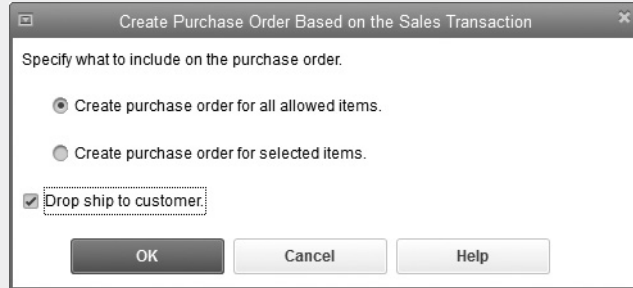 Create Purchase Order Based on the Sales Transaction
Specify what to include on the purchase order.
Create purchase order for all allowed items.
Create purchase order for selected items.
Drop ship to customer.
OK Cancel Help